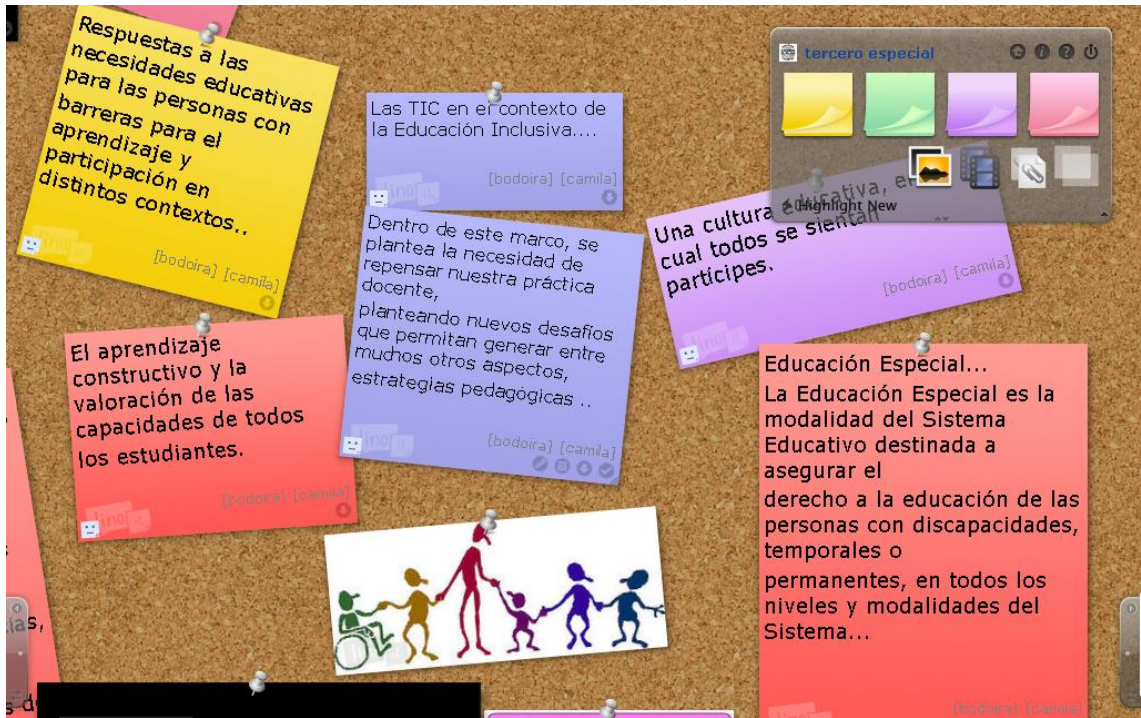 Respuestas a las
necesidades educativas
para las personas con
barreras para el
aprendizaje y
participación en
distintos contextos..
[bodoira] [camila]
Las TIC en el contexto de
la Educación Inclusiva....
[bodoira] [camila]
Dentro de este marco, se
plantea la necesidad de
repensar nuestra práctica
docente,
planteando nuevos desafíos
que permitan generar entre
muchos otros aspectos,
estrategias pedagógicas ..
[bodoira] [camila]
tercero especial
Highlight New
Una cultura educativa, en
cual todos se sientan
partícipes.
[bodoira] [camila]
El aprendizaje
constructivo y la
valoración de las
capacidades de todos
los estudiantes.
[bodoira] [camila]
Educación Especial...
La Educación Especial es la
modalidad del Sistema
Educativo destinada a
asegurar el
derecho a la educación de las
personas con discapacidades,
temporales o
permanentes, en todos los
niveles y modalidades del
Sistema...
[bodoira] [camila]